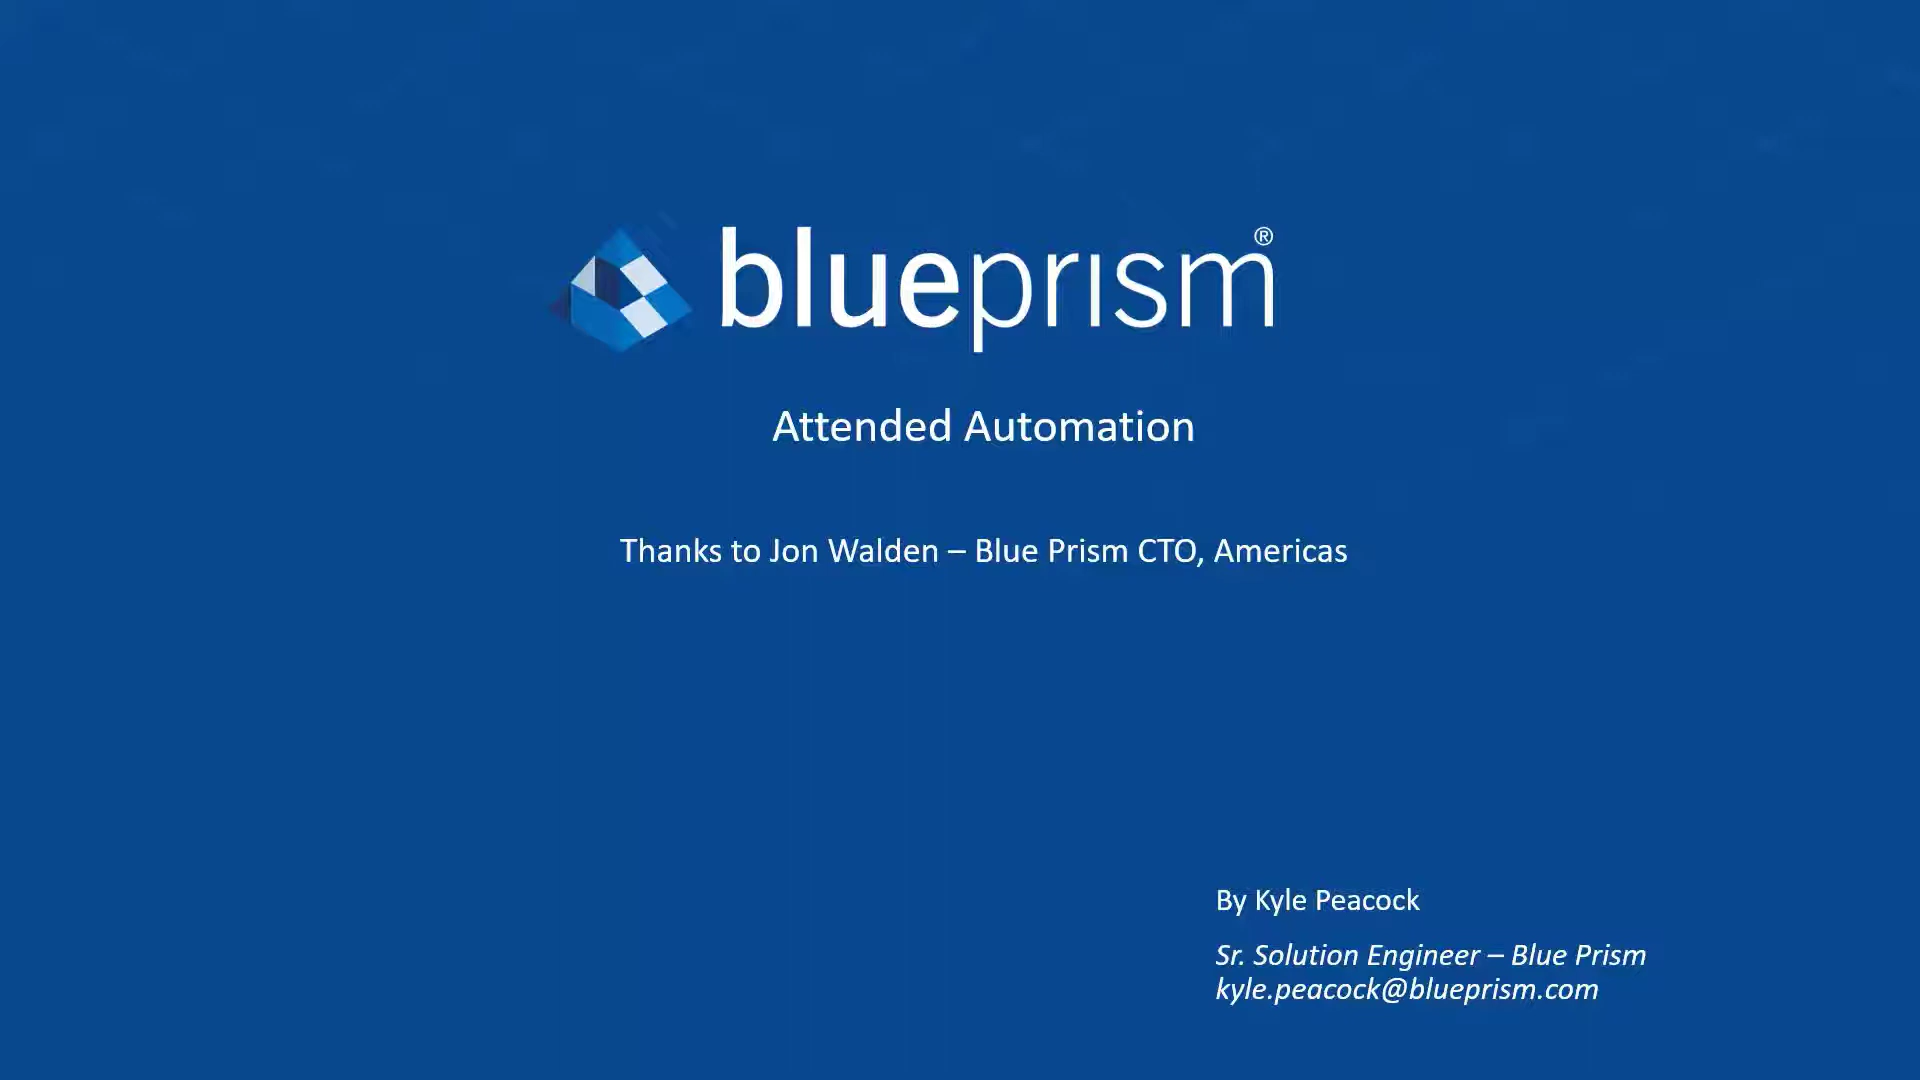 blueprism®
Attended Automation
Thanks to Jon Walden – Blue Prism CTO, Americas
By Kyle Peacock
Sr. Solution Engineer – Blue Prism
kyle.peacock@blueprism.com